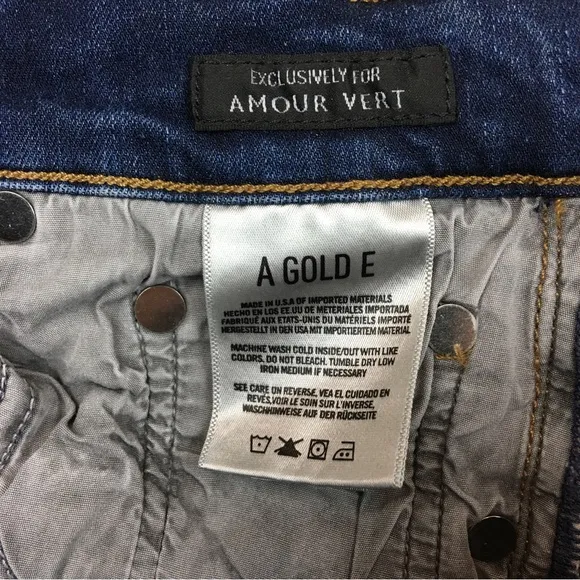 EXCLUSIVELY FOR
AMOUR VERT
A GOLD E
MADE IN U.S.A OF IMPORTED MATERIALS
HECHO EN LOS EE.UU DE METERIALES IMPORTADA
FABRIQUÉ AUX ETATS-UNIS DU MATÉRIELS IMPORTÉ
HERGESTELLT IN DEN USA MIT IMPORTIERTEM MATERIAL
MACHINE WASH COLD INSIDE/OUT WITH LIKE
COLORS. DO NOT BLEACH. TUMBLE DRY LOW
IRON MEDIUM IF NECESSARY
SEE CARE ON REVERSE, VEA EL CUIDADO EN
REVÉS, VOIR LE SOIN SUR L'INVERSE,
WASCHHINWEISE AUF DER RÜCKSEITE